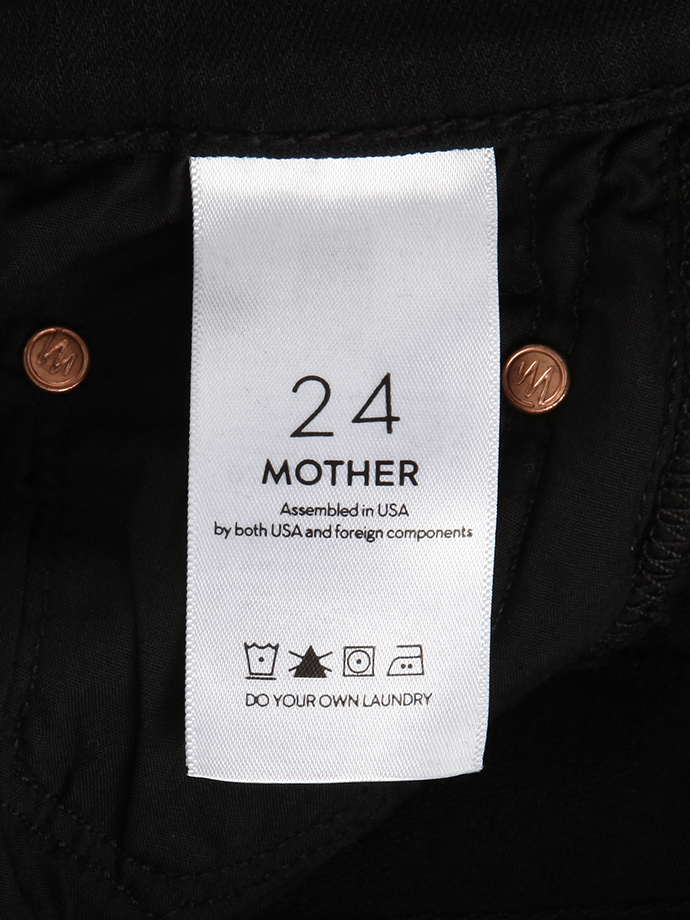 24
MOTHER
Assembled in USA
by both USA and foreign components
DO YOUR OWN LAUNDRY